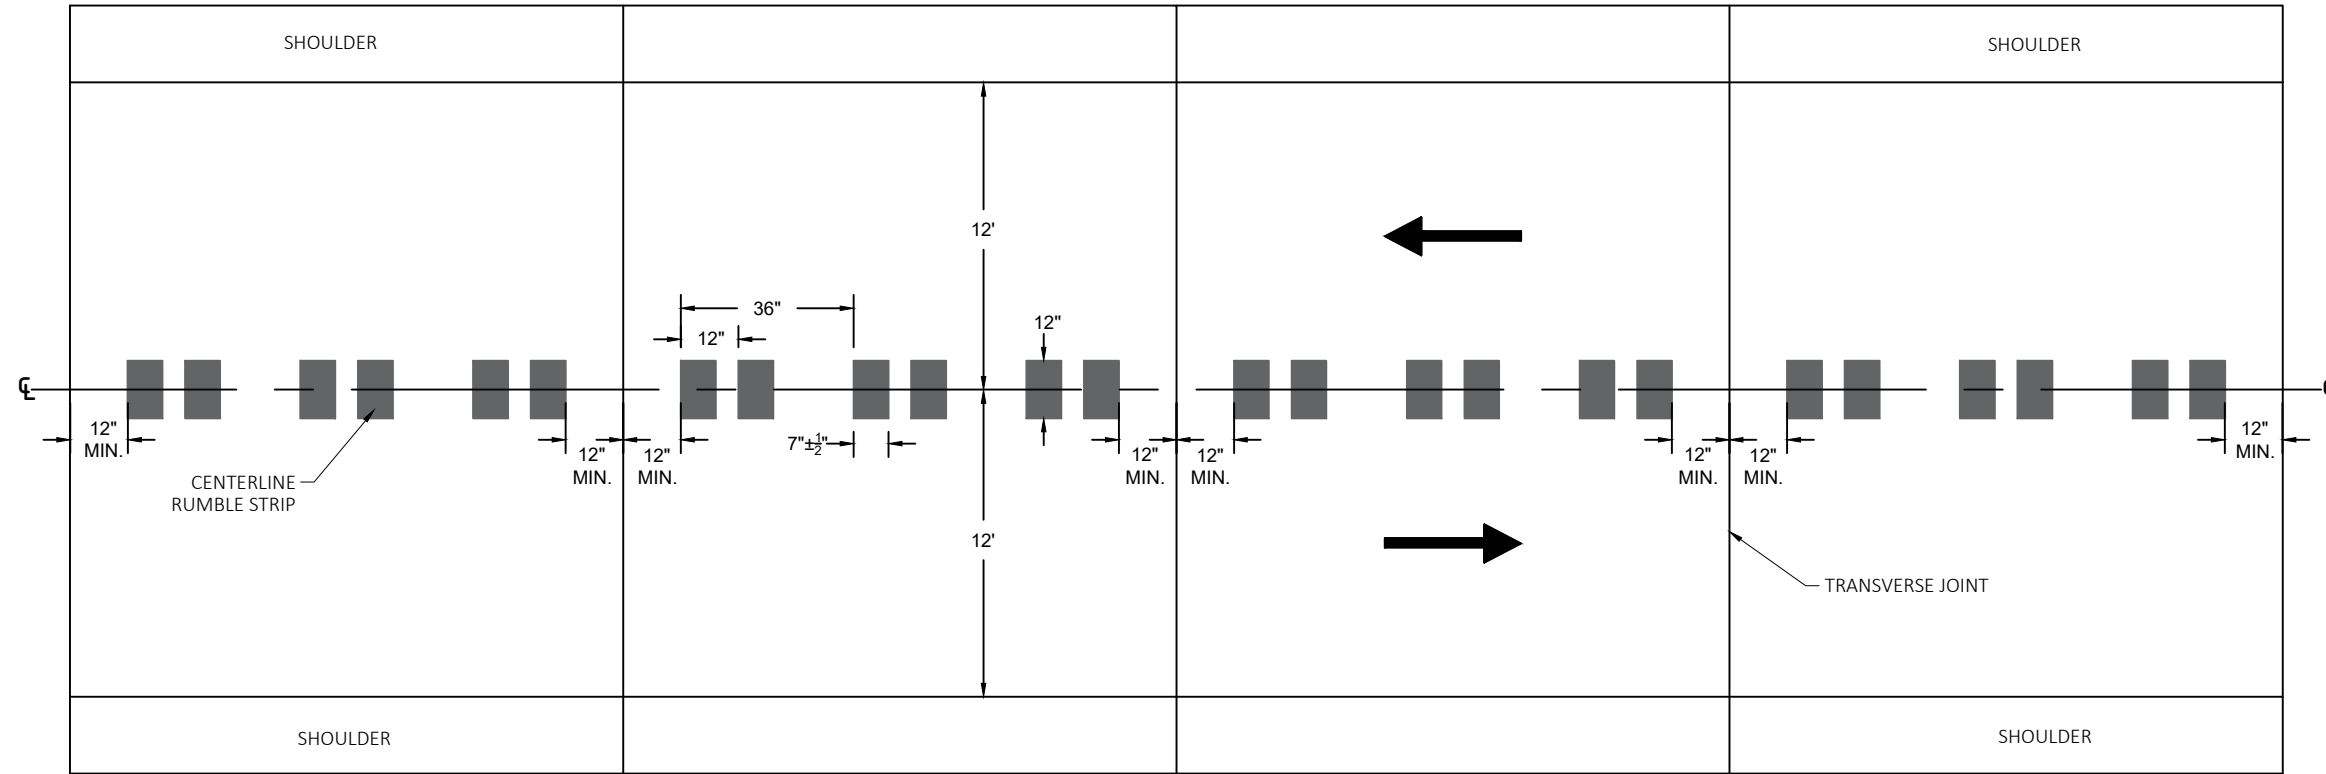 SHOULDER
SHOULDER
12'
36"
12"
12"
℄
12"
MIN.
7"±½"
12"
MIN.
12"
MIN.
12"
MIN.
12"
MIN.
12"
MIN.
12"
MIN.
12"
MIN.
CENTERLINE
RUMBLE STRIP
12'
TRANSVERSE JOINT
SHOULDER
SHOULDER